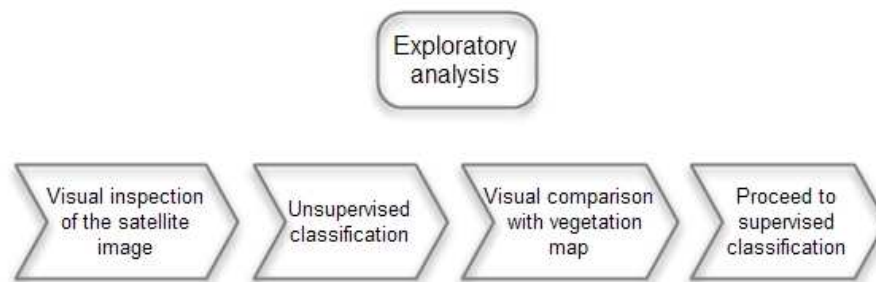 Exploratory
analysis
Visual inspection
of the satellite
image
Unsupervised
classification
Visual comparison
with vegetation
map
Proceed to
supervised
classification